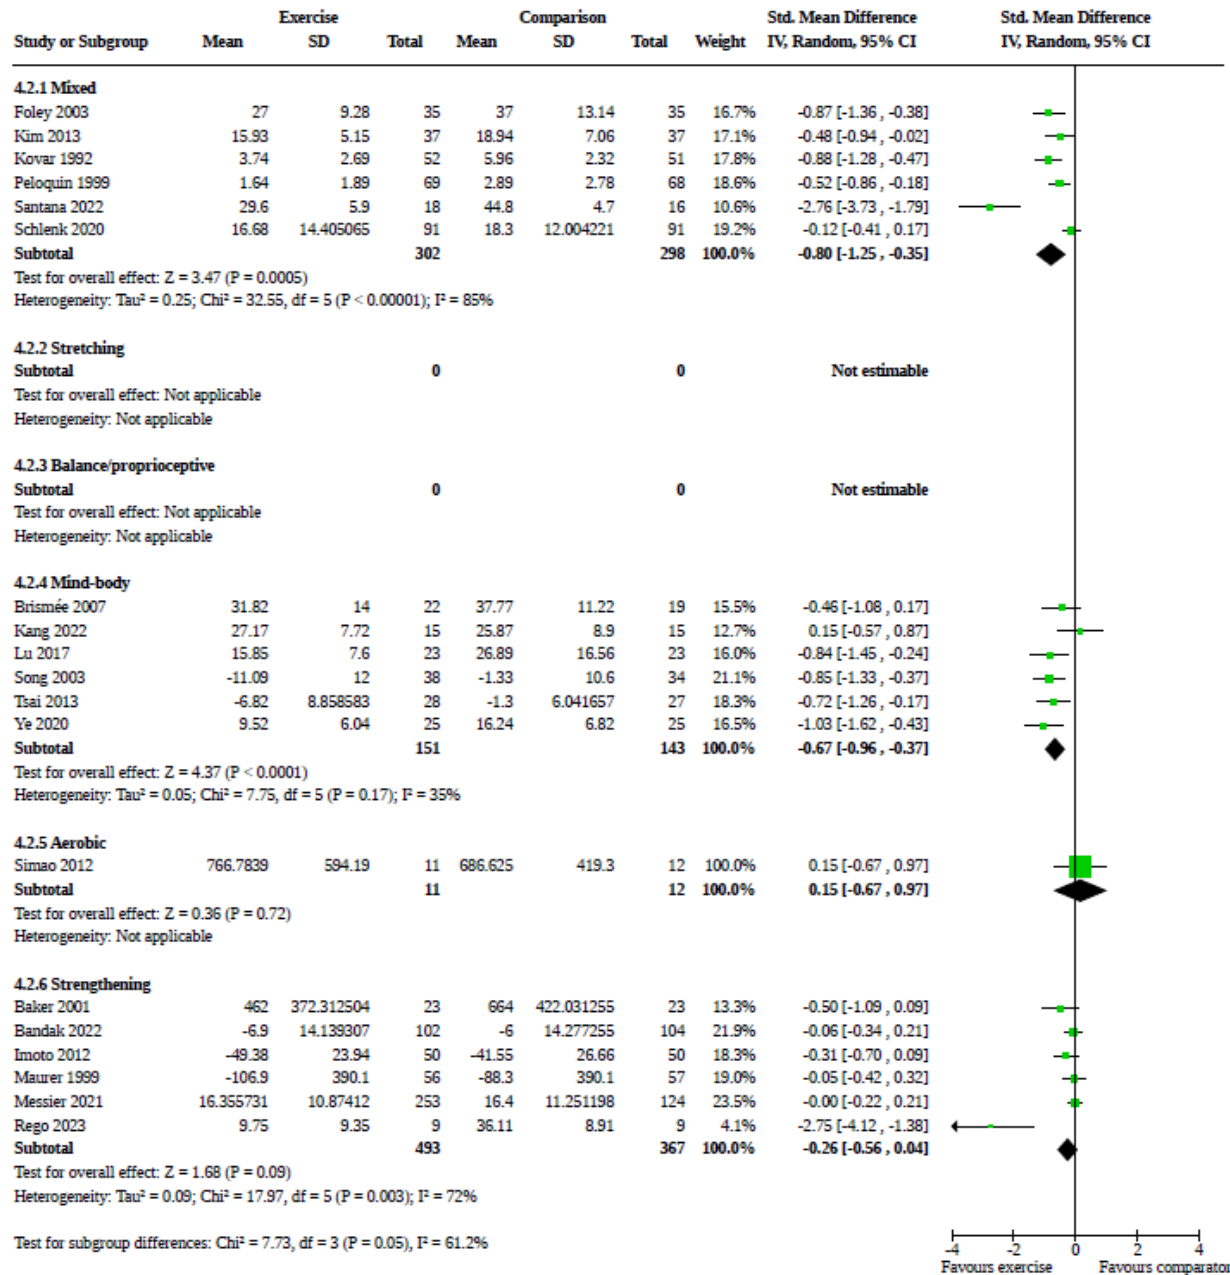 Exercise Comparison Std. Mean Difference Std. Mean Difference
Study or Subgroup Mean SD Total Mean SD Total Weight IV, Random, 95% CI IV, Random, 95% CI
4.2.1 Mixed
Foley 2003 27 9.28 35 37 13.14 35 16.7% -0.87 [-1.36 , -0.38]
Kim 2013 15.93 5.15 37 18.94 7.06 37 17.1% -0.48 [-0.94 , -0.02]
Kovar 1992 3.74 2.69 52 5.96 2.32 51 17.8% -0.88 [-1.28 , -0.47]
Peloquin 1999 1.64 1.89 69 2.89 2.78 68 18.6% -0.52 [-0.86 , -0.18]
Santana 2022 29.6 5.9 18 44.8 4.7 16 10.6% -2.76 [-3.73 , -1.79]
Schlenk 2020 16.68 14.405065 91 18.3 12.004221 91 19.2% -0.12 [-0.41 , 0.17]
Subtotal 302 298 100.0% -0.80 [-1.25 , -0.35]
Test for overall effect: Z = 3.47 (P = 0.0005)
Heterogeneity: Tau² = 0.25; Chi² = 32.55, df = 5 (P < 0.00001); I² = 85%
4.2.2 Stretching
Subtotal 0 0 Not estimable
Test for overall effect: Not applicable
Heterogeneity: Not applicable
4.2.3 Balance/proprioceptive
Subtotal 0 0 Not estimable
Test for overall effect: Not applicable
Heterogeneity: Not applicable
4.2.4 Mind-body
Brismée 2007 31.82 14 22 37.77 11.22 19 15.5% -0.46 [-1.08 , 0.17]
Kang 2022 27.17 7.72 15 25.87 8.9 15 12.7% 0.15 [-0.57 , 0.87]
Lu 2017 15.85 7.6 23 26.89 16.56 23 16.0% -0.84 [-1.45 , -0.24]
Song 2003 -11.09 12 38 -1.33 10.6 34 21.1% -0.85 [-1.33 , -0.37]
Tsai 2013 -6.82 8.858583 28 -1.3 6.041657 27 18.3% -0.72 [-1.26 , -0.17]
Ye 2020 9.52 6.04 25 16.24 6.82 25 16.5% -1.03 [-1.62 , -0.43]
Subtotal 151 143 100.0% -0.67 [-0.96 , -0.37]
Test for overall effect: Z = 4.37 (P < 0.0001)
Heterogeneity: Tau² = 0.05; Chi² = 7.75, df = 5 (P = 0.17); I² = 35%
4.2.5 Aerobic
Simao 2012 766.7839 594.19 11 686.625 419.3 12 100.0% 0.15 [-0.67 , 0.97]
Subtotal 11 12 100.0% 0.15 [-0.67 , 0.97]
Test for overall effect: Z = 0.36 (P = 0.72)
Heterogeneity: Not applicable
4.2.6 Strengthening
Baker 2001 462 372.312504 23 664 422.031255 23 13.3% -0.50 [-1.09 , 0.09]
Bandak 2022 -6.9 14.139307 102 -6 14.277255 104 21.9% -0.06 [-0.34 , 0.21]
Imoto 2012 -49.38 23.94 50 -41.55 26.66 50 18.3% -0.31 [-0.70 , 0.09]
Maurer 1999 -106.9 390.1 56 -88.3 390.1 57 19.0% -0.05 [-0.42 , 0.32]
Messier 2021 16.355731 10.87412 253 16.4 11.251198 124 23.5% -0.00 [-0.22 , 0.21]
Rego 2023 9.75 9.35 9 36.11 8.91 9 4.1% -2.75 [-4.12 , -1.38]
Subtotal 493 367 100.0% -0.26 [-0.56 , 0.04]
Test for overall effect: Z = 1.68 (P = 0.09)
Heterogeneity: Tau² = 0.09; Chi² = 17.97, df = 5 (P = 0.003); I² = 72%
Test for subgroup differences: Chi² = 7.73, df = 3 (P = 0.05), I² = 61.2%
-4 -2 0 2 4
Favours exercise Favours comparator